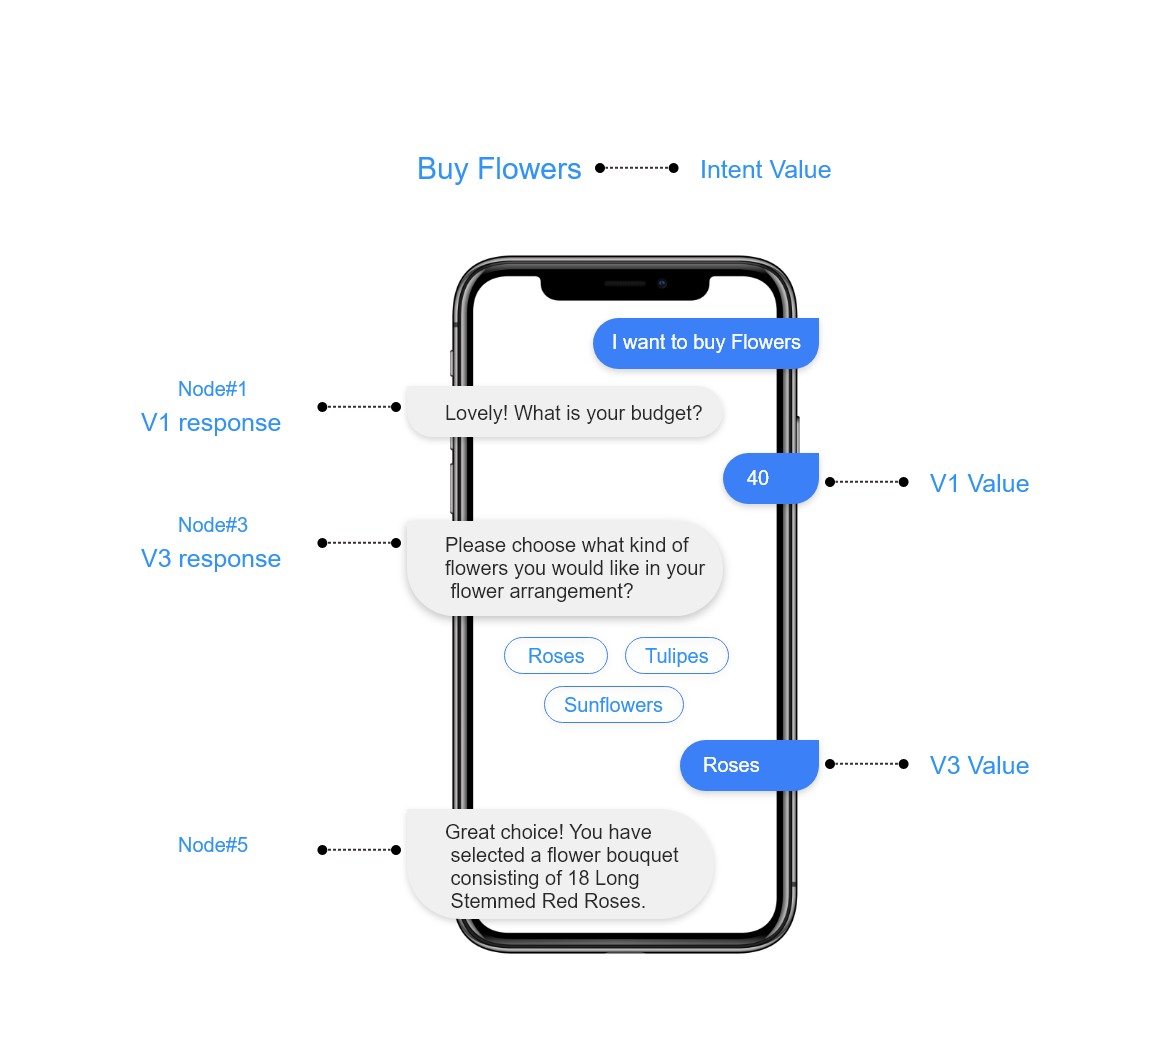 Buy Flowers
Intent Value
I want to buy Flowers
Node#1
V1 response
Lovely! What is your budget?
40
V1 Value
Node#3
V3 response
Please choose what kind of
flowers you would like in your
flower arrangement?
Roses
Tulipes
Sunflowers
Roses
V3 Value
Node#5
Great choice! You have
selected a flower bouquet
consisting of 18 Long
Stemmed Red Roses.